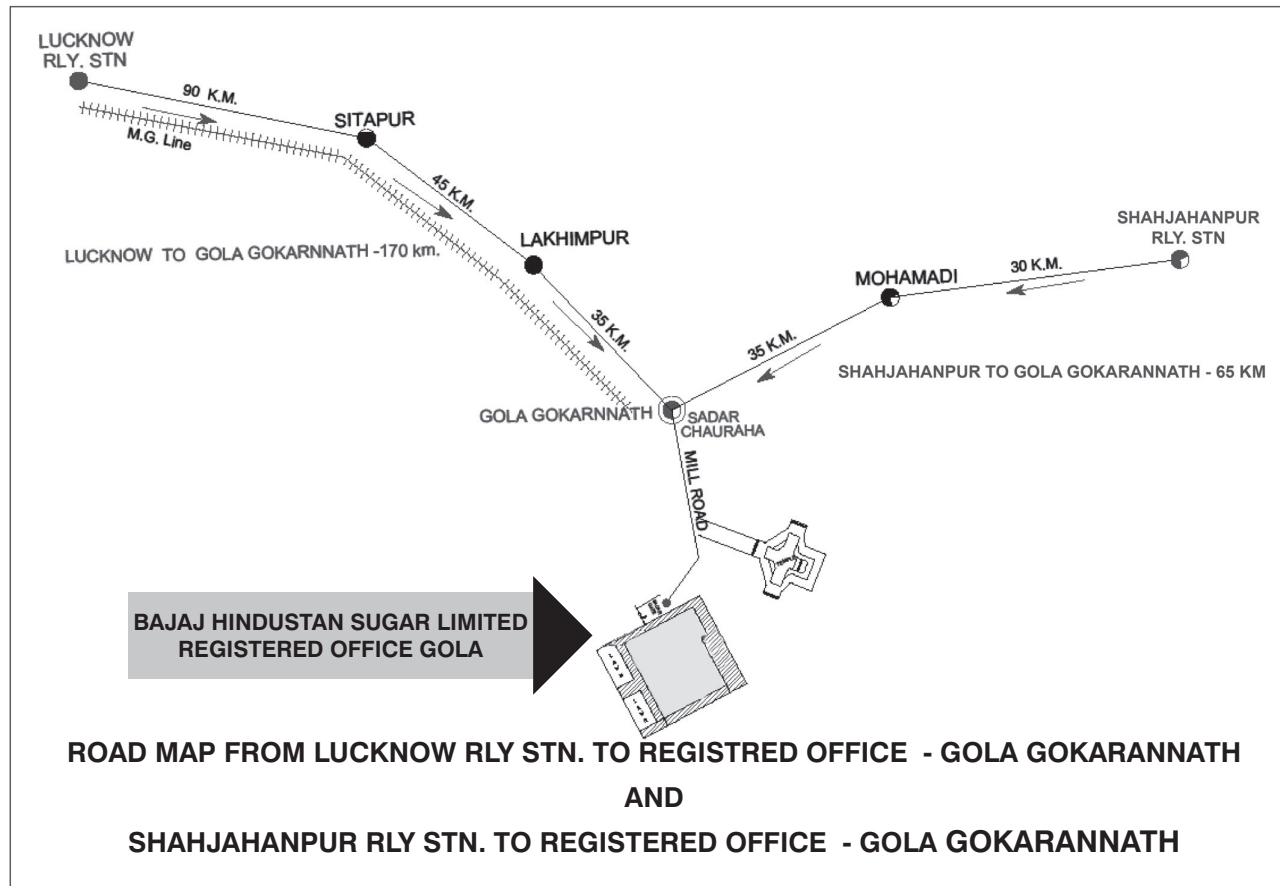 LUCKNOW
RLY. STN
90 K.M.
M.G. Line
SITAPUR
45 K.M.
LUCKNOW TO GOLA GOKARNNATH -170 km.
LAKHIMPUR
35 K.M.
SHAHJAHANPUR
RLY. STN
30 K.M.
MOHAMADI
35 K.M.
SHAHJAHANPUR TO GOLA GOKARANNATH - 65 KM
GOLA GOKARNNATH
SADAR
CHAURAHA
MILL ROAD
TEMPLE
BAJAJ HINDUSTAN SUGAR LIMITED
REGISTERED OFFICE GOLA
ROAD MAP FROM LUCKNOW RLY STN. TO REGISTRED OFFICE - GOLA GOKARANNATH
AND
SHAHJAHANPUR RLY STN. TO REGISTERED OFFICE - GOLA GOKARANNATH